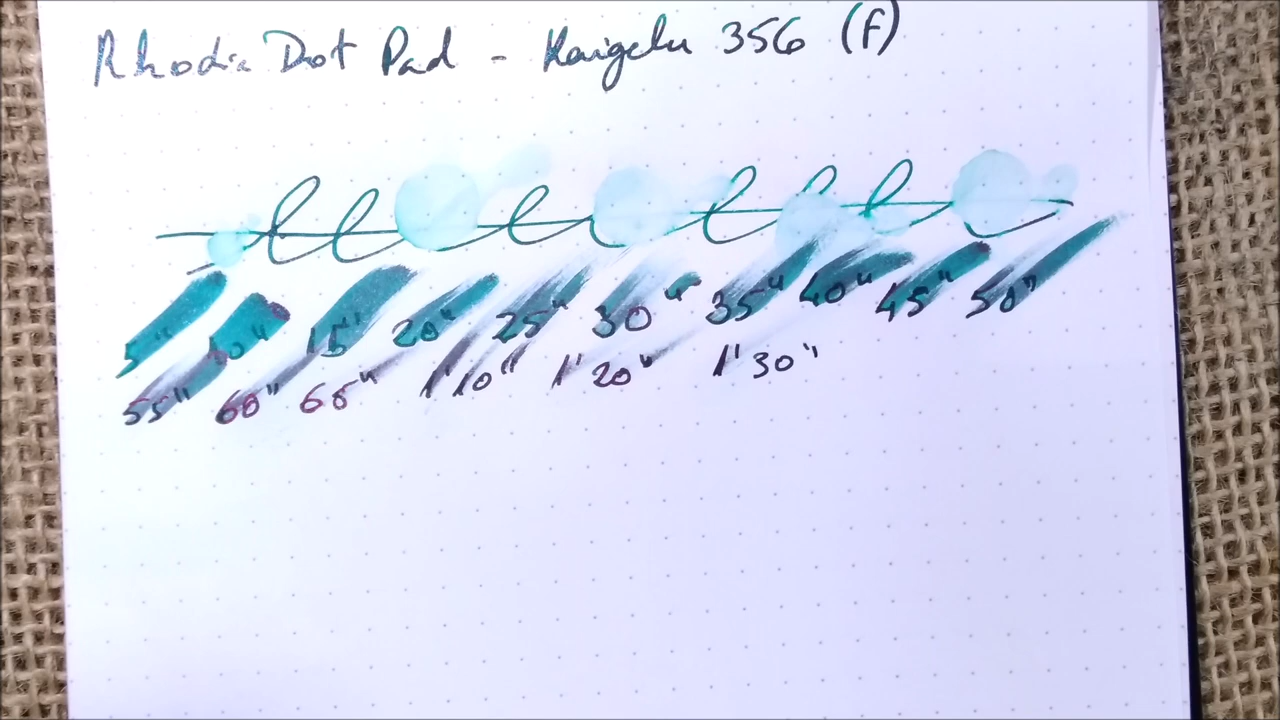 Rhodia Dot Pad - Kaigelu 356 (F)
5" 10" 15" 20" 25" 30" 35" 40" 45" 50"
55" 60" 65" 1'10" 1'20" 1'30"